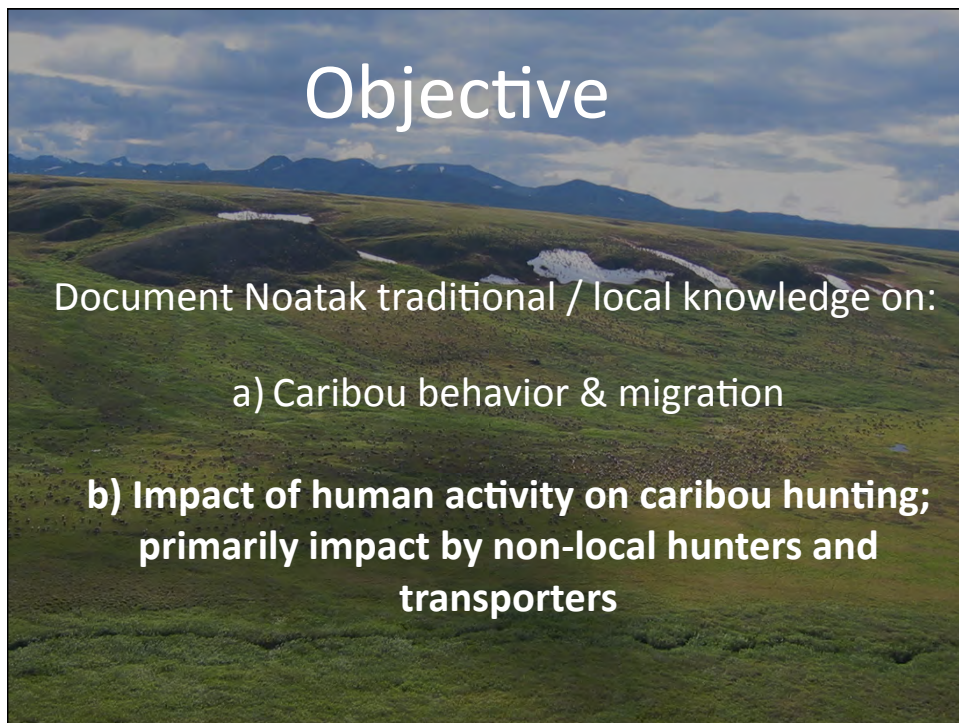 Objective
Document Noatak traditional / local knowledge on:
a) Caribou behavior & migration
b) Impact of human activity on caribou hunting;
primarily impact by non-local hunters and
transporters